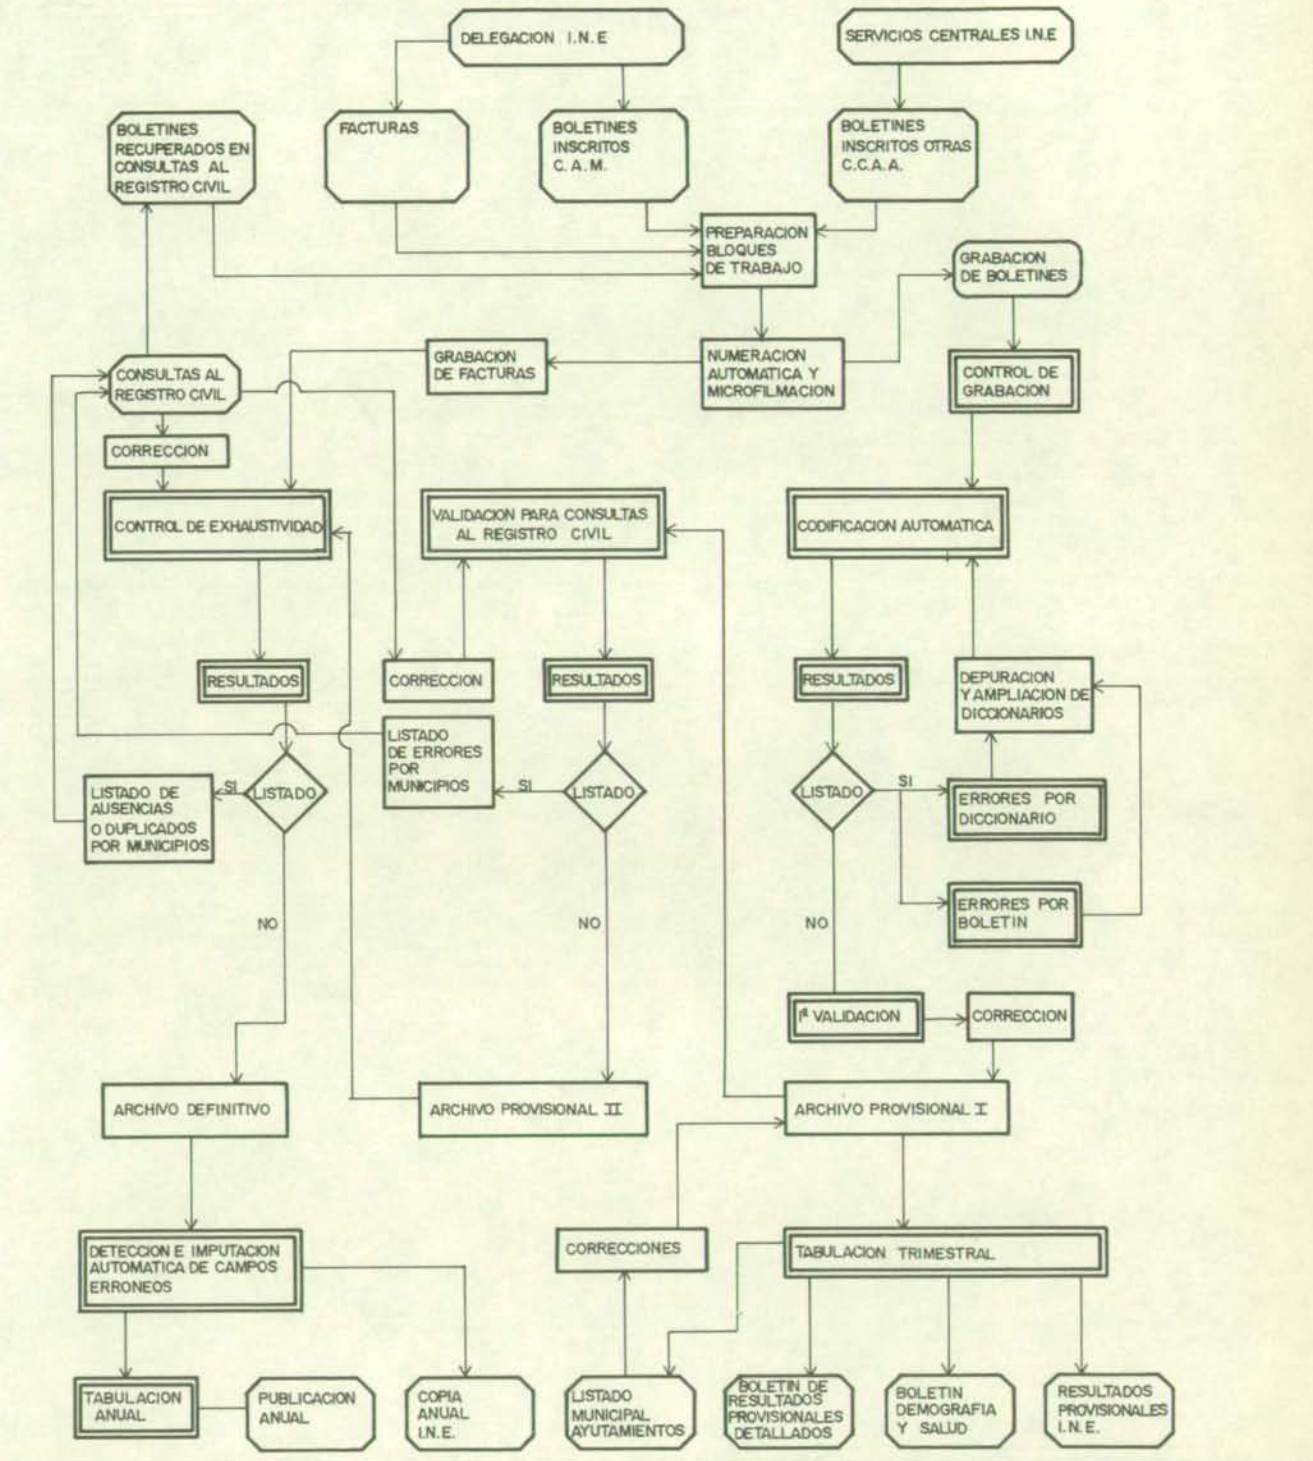 DELEGACION I.N.E
SERVICIOS CENTRALES I.N.E
BOLETINES
RECUPERADOS EN
CONSULTAS AL
REGISTRO CIVIL
FACTURAS
BOLETINES
INSCRITOS
C.A.M.
BOLETINES
INSCRITOS OTRAS
C.C.A.A.
PREPARACION
BLOQUES
DE TRABAJO
GRABACION
DE BOLETINES
GRABACION
DE FACTURAS
NUMERACION
AUTOMATICA Y
MICROFILMACION
CONTROL DE
GRABACION
CONSULTAS AL
REGISTRO CIVIL
CORRECCION
CONTROL DE EXHAUSTIVIDAD
VALIDACION PARA CONSULTAS
AL REGISTRO CIVIL
CODIFICACION AUTOMATICA
RESULTADOS
CORRECCION
RESULTADOS
RESULTADOS
DEPURACION
Y AMPLIACION DE
DICCIONARIOS
LISTADO
DE ERRORES
POR
MUNICIPIOS
LISTADO DE
AUSENCIAS
O DUPLICADOS
POR MUNICIPIOS
SI
LISTADO
SI
LISTADO
LISTADO
SI
ERRORES POR
DICCIONARIO
ERRORES POR
BOLETIN
NO
NO
NO
1ª VALIDACION
CORRECCION
ARCHIVO DEFINITIVO
ARCHIVO PROVISIONAL II
ARCHIVO PROVISIONAL I
DETECCION E IMPUTACION
AUTOMATICA DE CAMPOS
ERRONEOS
CORRECCIONES
TABULACION TRIMESTRAL
TABULACION
ANUAL
PUBLICACION
ANUAL
COPIA
ANUAL
I.N.E.
LISTADO
MUNICIPAL
AYUTAMIENTOS
BOLETIN DE
RESULTADOS
PROVISIONALES
DETALLADOS
BOLETIN
DEMOGRAFIA
Y SALUD
RESULTADOS
PROVISIONALES
I.N.E.